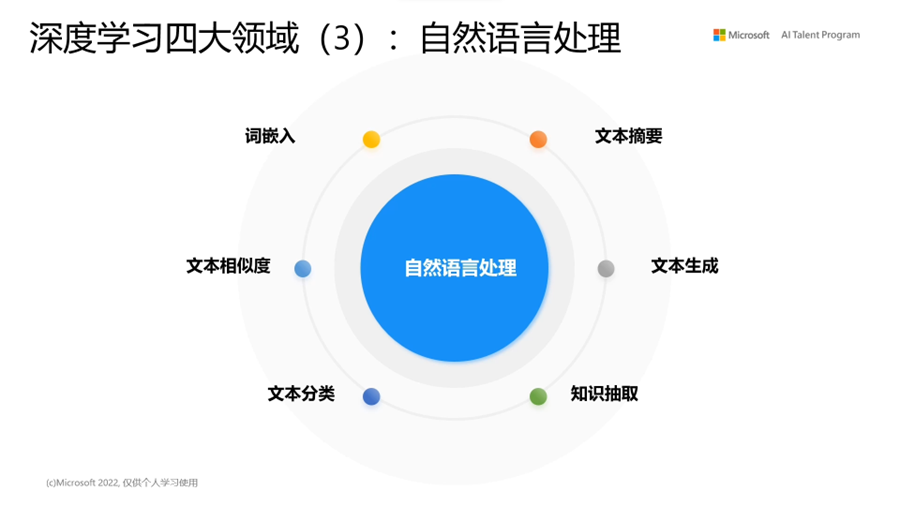 深度学习四大领域（3）：自然语言处理
Microsoft AI Talent Program
词嵌入
文本摘要
文本相似度
自然语言处理
文本生成
文本分类
知识抽取
(c)Microsoft 2022, 仅供个人学习使用